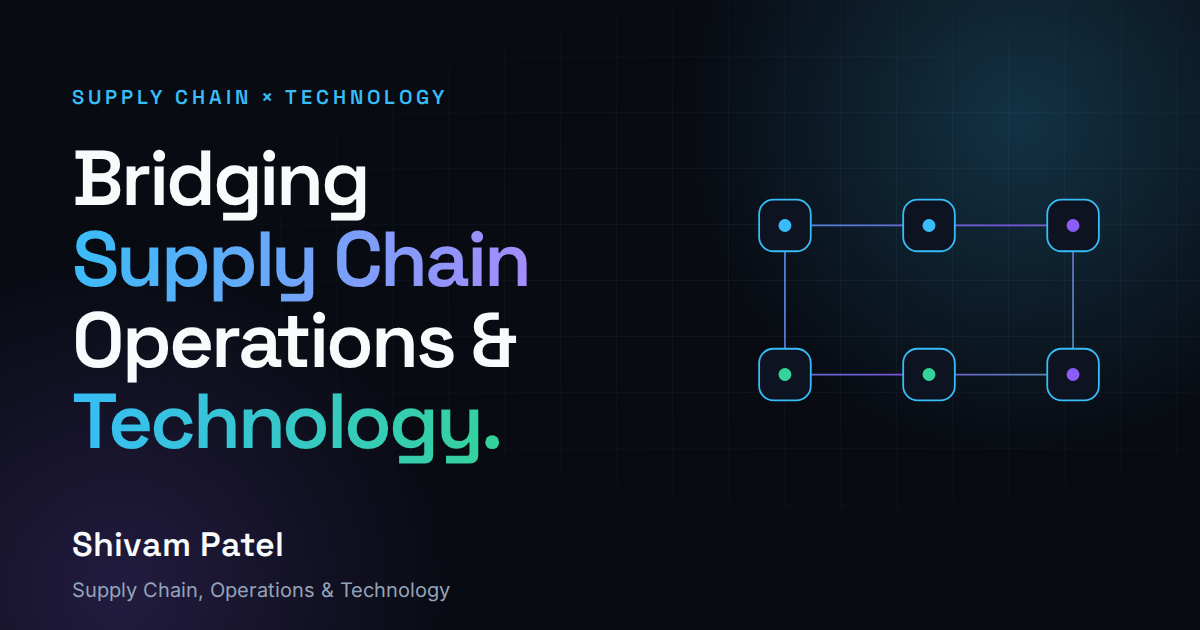 SUPPLY CHAIN × TECHNOLOGY
Bridging
Supply Chain
Operations &
Technology.
Shivam Patel
Supply Chain, Operations & Technology